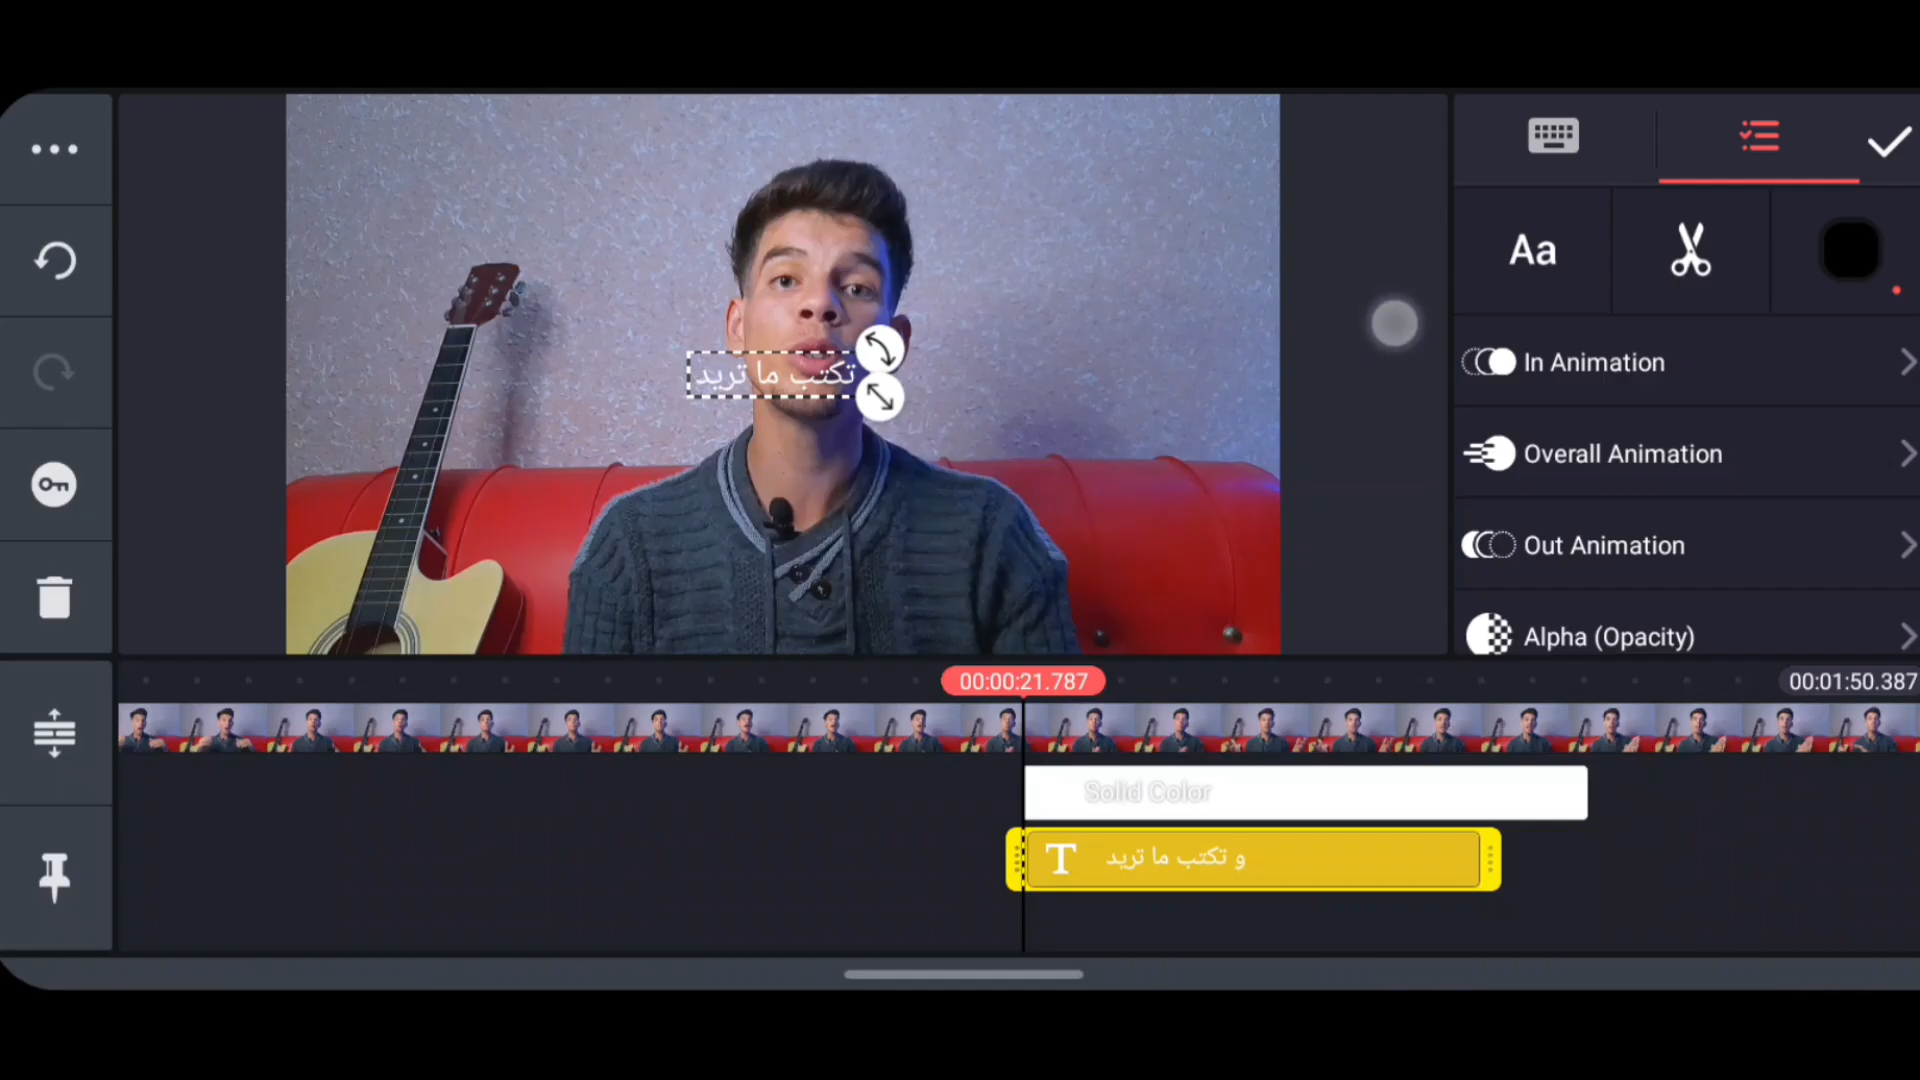 Aa
تكتب ما تريد
In Animation
Overall Animation
Out Animation
Alpha (Opacity)
00:00:21.787
00:01:50.387
Solid Color
T
و تكتب ما تريد